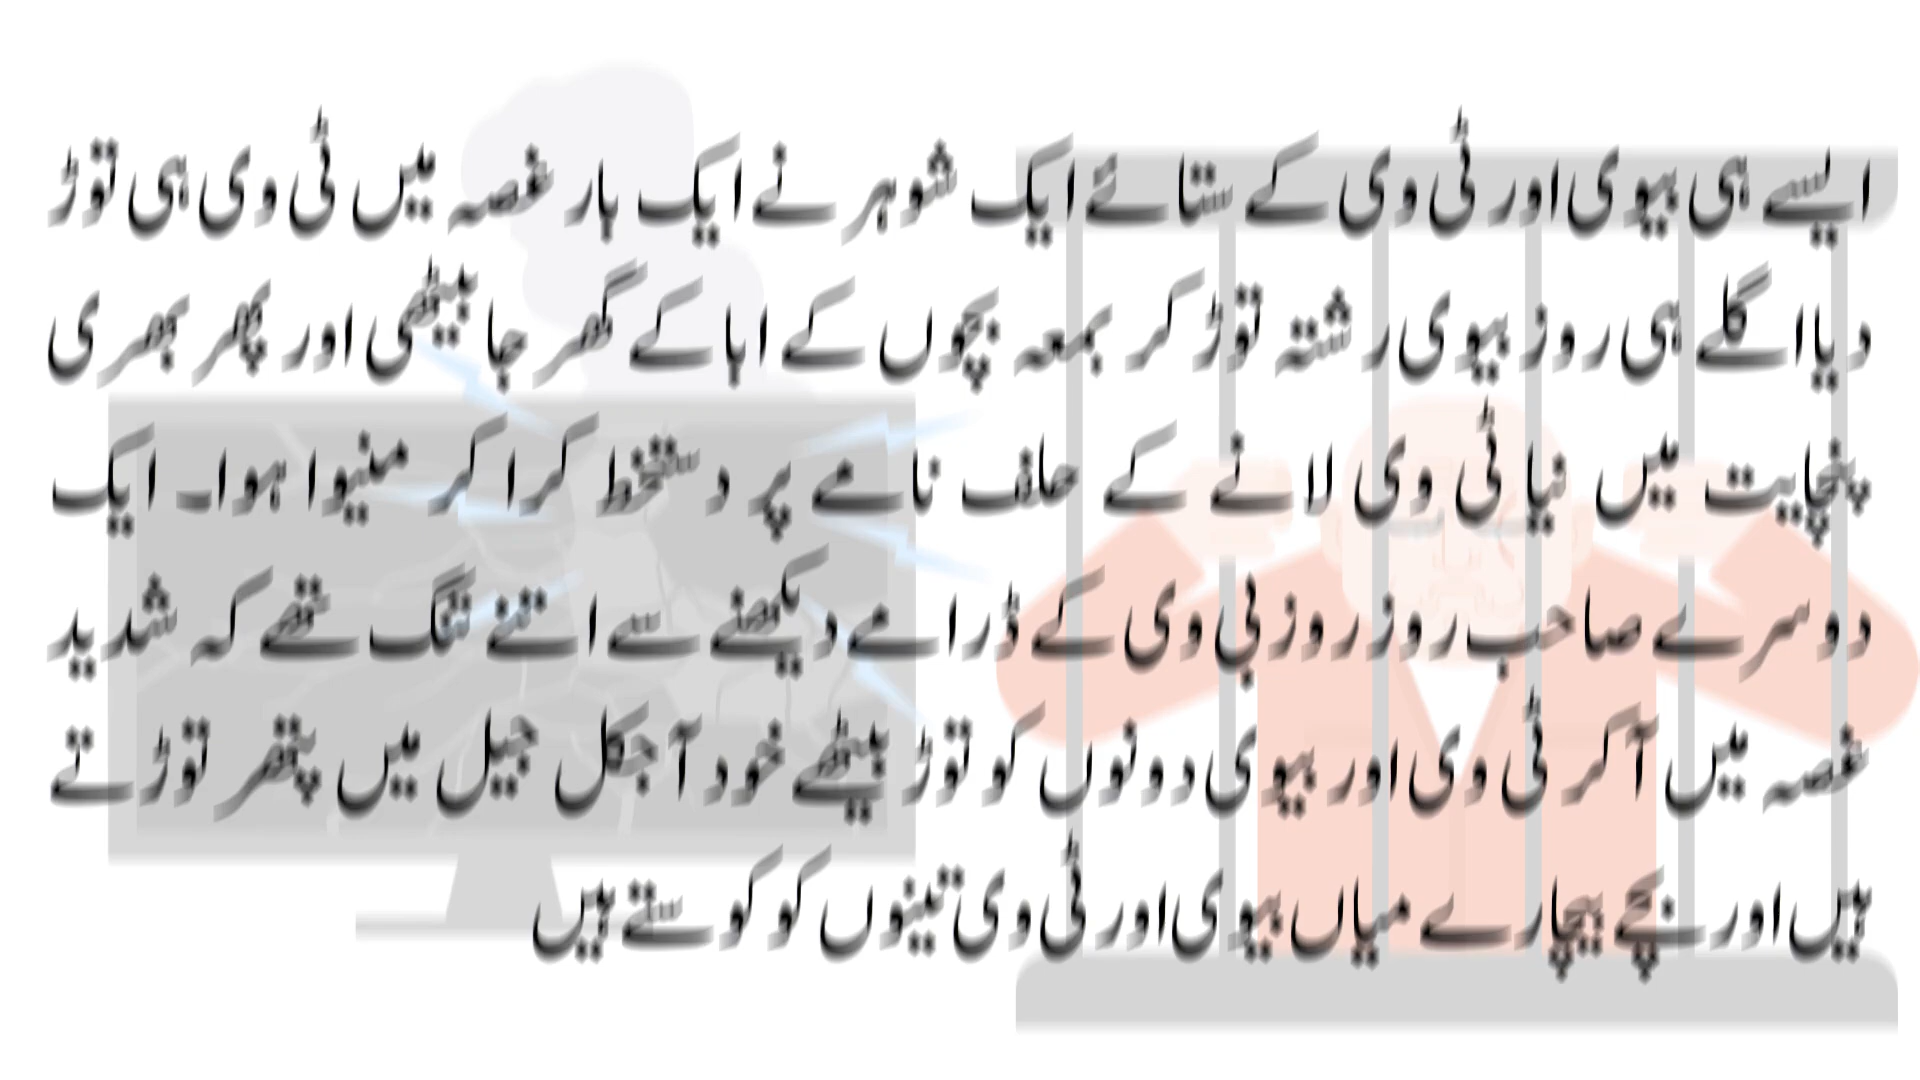 ایسے ہی بیوی اور ٹی وی کے ستائے ایک شوہر نے ایک بار غصہ میں ٹی وی ہی توڑ
دیا اگلے ہی روز بیوی رشتہ توڑ کر بمعہ بچوں کے ابا کے گھر جا بیٹھی اور پھر بھری
پنچایت میں نیا ٹی وی لانے کے حلف نامے پر دستخط کرا کر منیوا ہوا۔ ایک
دوسرے صاحب روز روز ٹی وی کے ڈرامے دیکھنے سے اتنے تنگ تھے کہ شدید
غصہ میں آکر ٹی وی اور بیوی دونوں کو توڑ بیٹھے خود آجکل جیل میں پتھر توڑتے
ہیں اور بچے بیچارے میاں بیوی اور ٹی وی تینوں کو کوستے ہیں